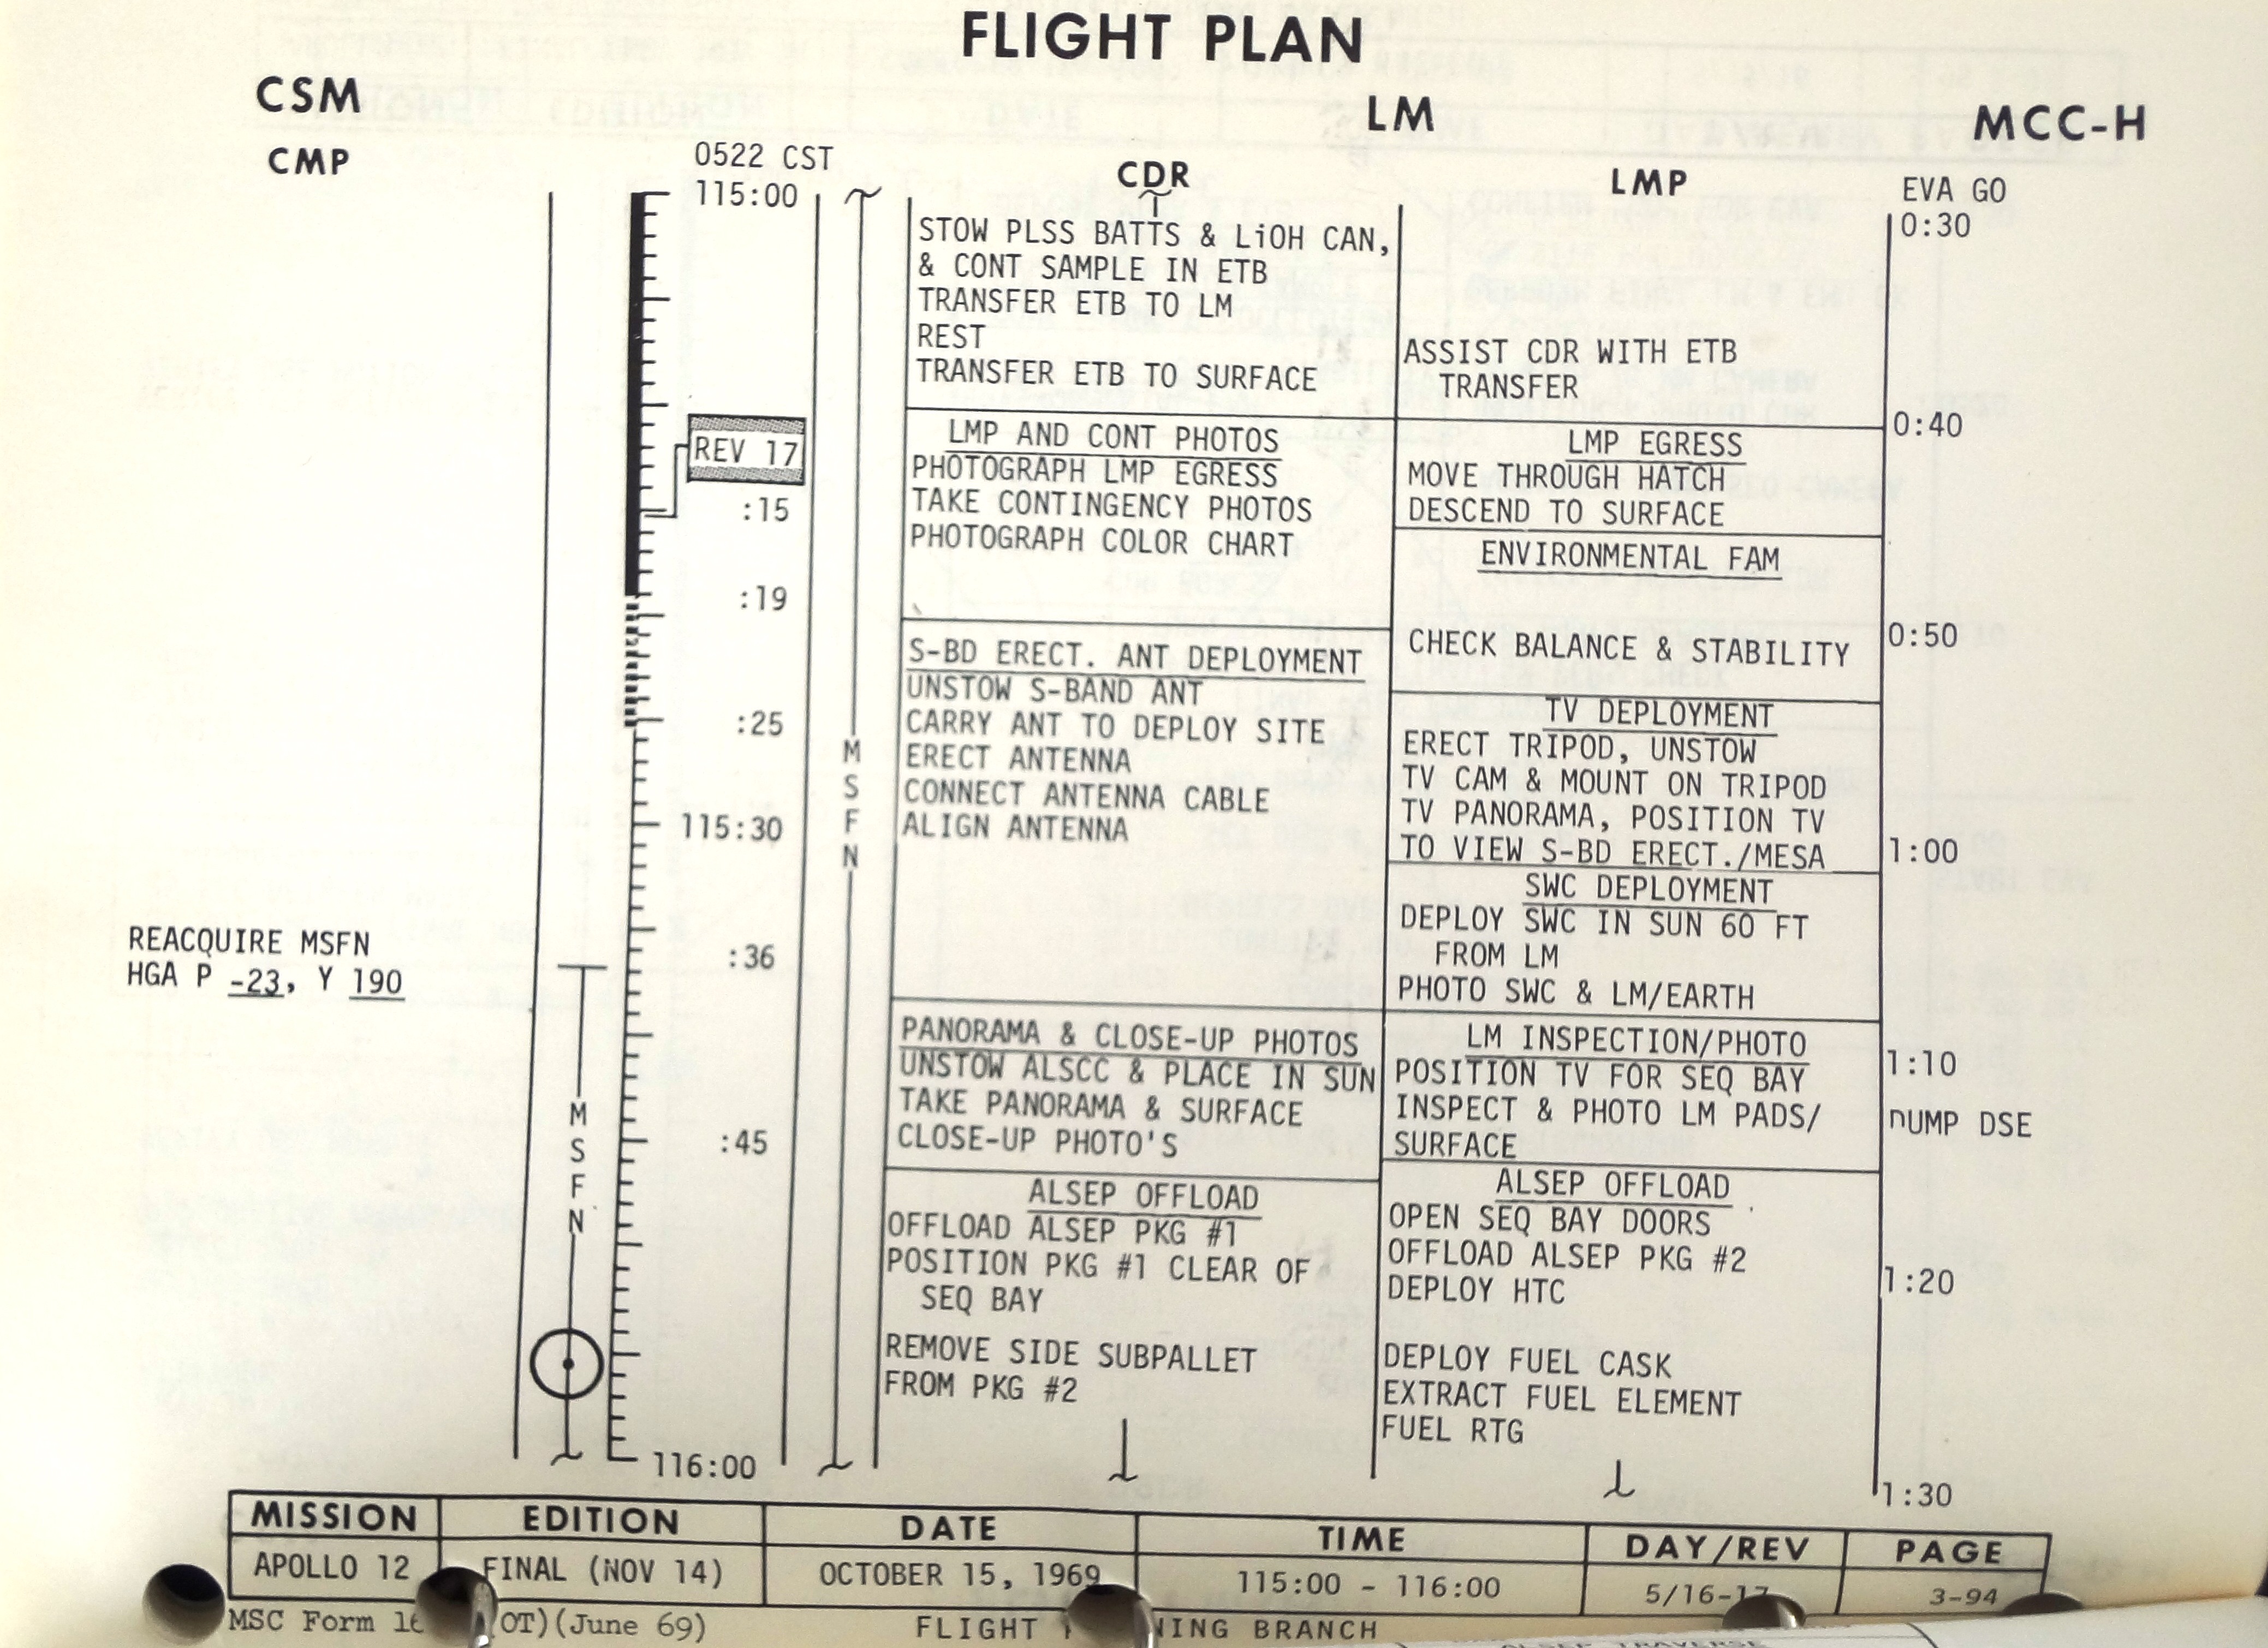 FLIGHT PLAN
CSM
LM
MCC-H
CMP
0522 CST
CDR
LMP
EVA GO
115:00
REV 17
:15
:19
:25
115:30
:36
:45
116:00
REACQUIRE MSFN
HGA P -23, Y 190
MSFN
MSFN
STOW PLSS BATTS & LiOH CAN,
& CONT SAMPLE IN ETB
TRANSFER ETB TO LM
REST
TRANSFER ETB TO SURFACE
LMP AND CONT PHOTOS
PHOTOGRAPH LMP EGRESS
TAKE CONTINGENCY PHOTOS
PHOTOGRAPH COLOR CHART
S-BD ERECT. ANT DEPLOYMENT
UNSTOW S-BAND ANT
CARRY ANT TO DEPLOY SITE
ERECT ANTENNA
CONNECT ANTENNA CABLE
ALIGN ANTENNA
PANORAMA & CLOSE-UP PHOTOS
UNSTOW ALSCC & PLACE IN SUN
TAKE PANORAMA & SURFACE
CLOSE-UP PHOTO'S
ALSEP OFFLOAD
OFFLOAD ALSEP PKG #1
POSITION PKG #1 CLEAR OF
SEQ BAY
REMOVE SIDE SUBPALLET
FROM PKG #2
ASSIST CDR WITH ETB
TRANSFER
LMP EGRESS
MOVE THROUGH HATCH
DESCEND TO SURFACE
ENVIRONMENTAL FAM
CHECK BALANCE & STABILITY
TV DEPLOYMENT
ERECT TRIPOD, UNSTOW
TV CAM & MOUNT ON TRIPOD
TV PANORAMA, POSITION TV
TO VIEW S-BD ERECT./MESA
SWC DEPLOYMENT
DEPLOY SWC IN SUN 60 FT
FROM LM
PHOTO SWC & LM/EARTH
LM INSPECTION/PHOTO
POSITION TV FOR SEQ BAY
INSPECT & PHOTO LM PADS/
SURFACE
ALSEP OFFLOAD
OPEN SEQ BAY DOORS
OFFLOAD ALSEP PKG #2
DEPLOY HTC
DEPLOY FUEL CASK
EXTRACT FUEL ELEMENT
FUEL RTG
0:30
0:40
0:50
1:00
1:10
DUMP DSE
1:20
1:30
MISSION EDITION DATE TIME DAY/REV PAGE
APOLLO 12 FINAL (NOV 14) OCTOBER 15, 1969 115:00 - 116:00 5/16-17 3-94
MSC Form (OT)(June 69) FLIGHT BRANCH